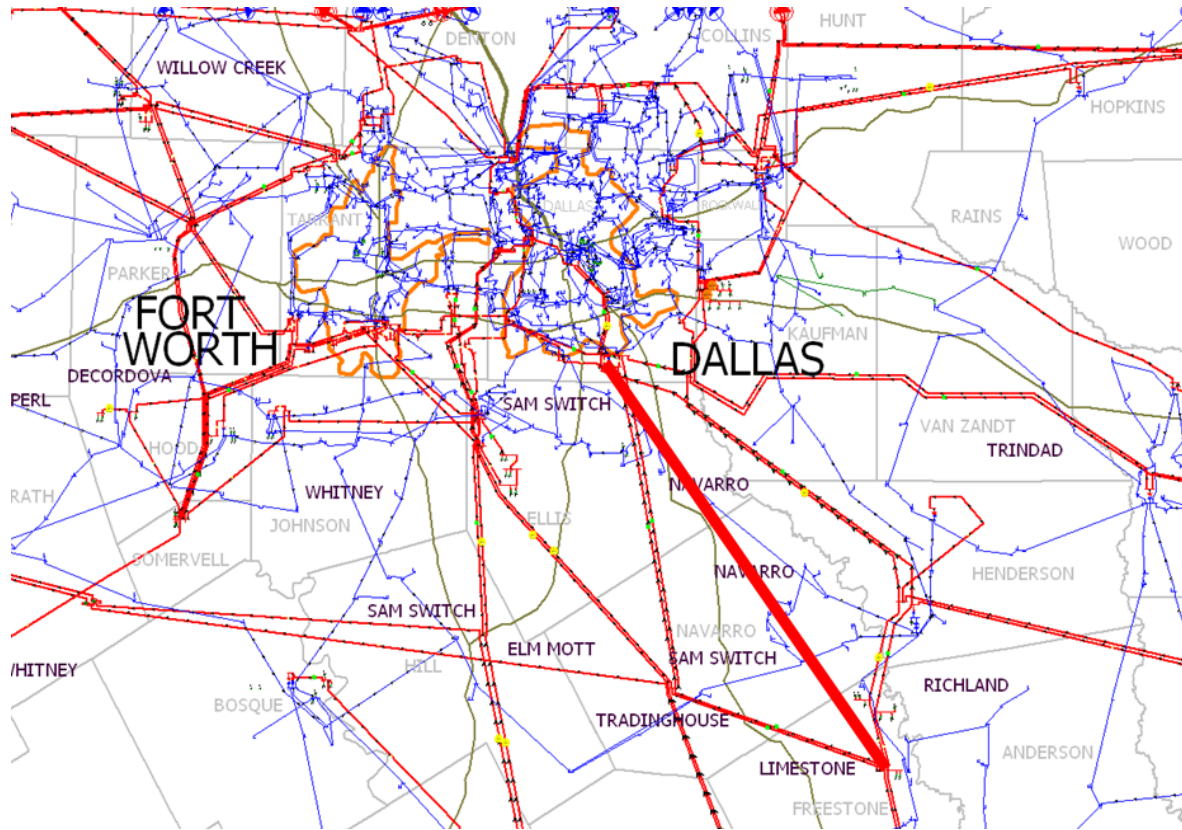 HUNT
DENTON
COLLINS
WILLOW CREEK
HOPKINS
DALLAS
ROCKWAL
TARRANT
RAINS
WOOD
PARKER
FORT
WORTH
KAUFMAN
DALLAS
DECORDOVA
PERL
SAM SWITCH
VAN ZANDT
HOOD
TRINDAD
WHITNEY
NAVARRO
RATH
JOHNSON
ELLIS
SOMERVELL
NAVARRO
HENDERSON
SAM SWITCH
NAVARRO
ELM MOTT
SAM SWITCH
HILL
WHITNEY
RICHLAND
BOSQUE
TRADINGHOUSE
ANDERSON
LIMESTONE
FREESTONE